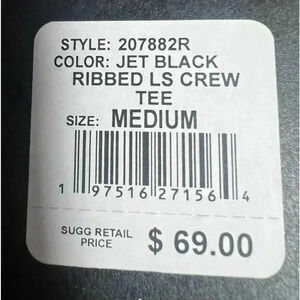 STYLE: 207882R
COLOR: JET BLACK
RIBBED LS CREW
TEE
SIZE: MEDIUM
1 97516 27156 4
SUGG RETAIL
PRICE $ 69.00